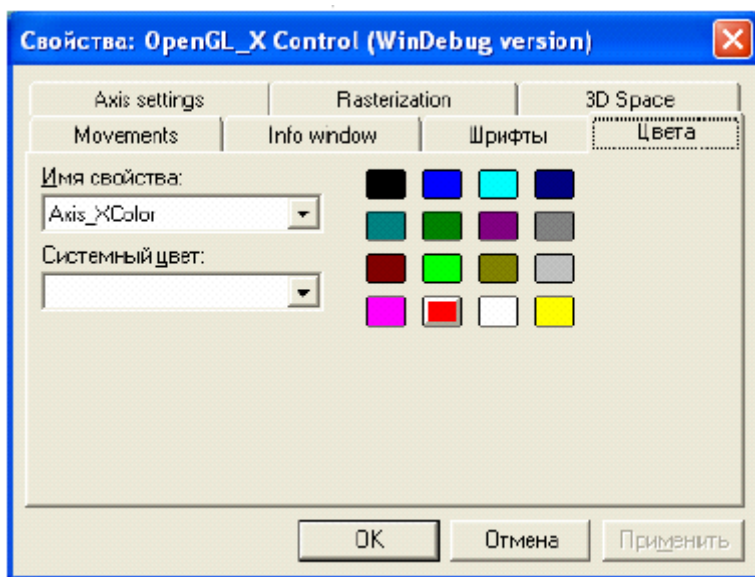 Свойства: OpenGL_X Control (WinDebug version)
Axis settings Rasterization 3D Space
Movements Info window Шрифты Цвета
Имя свойства:
Axis_XColor
Системный цвет:
OK Отмена Применить